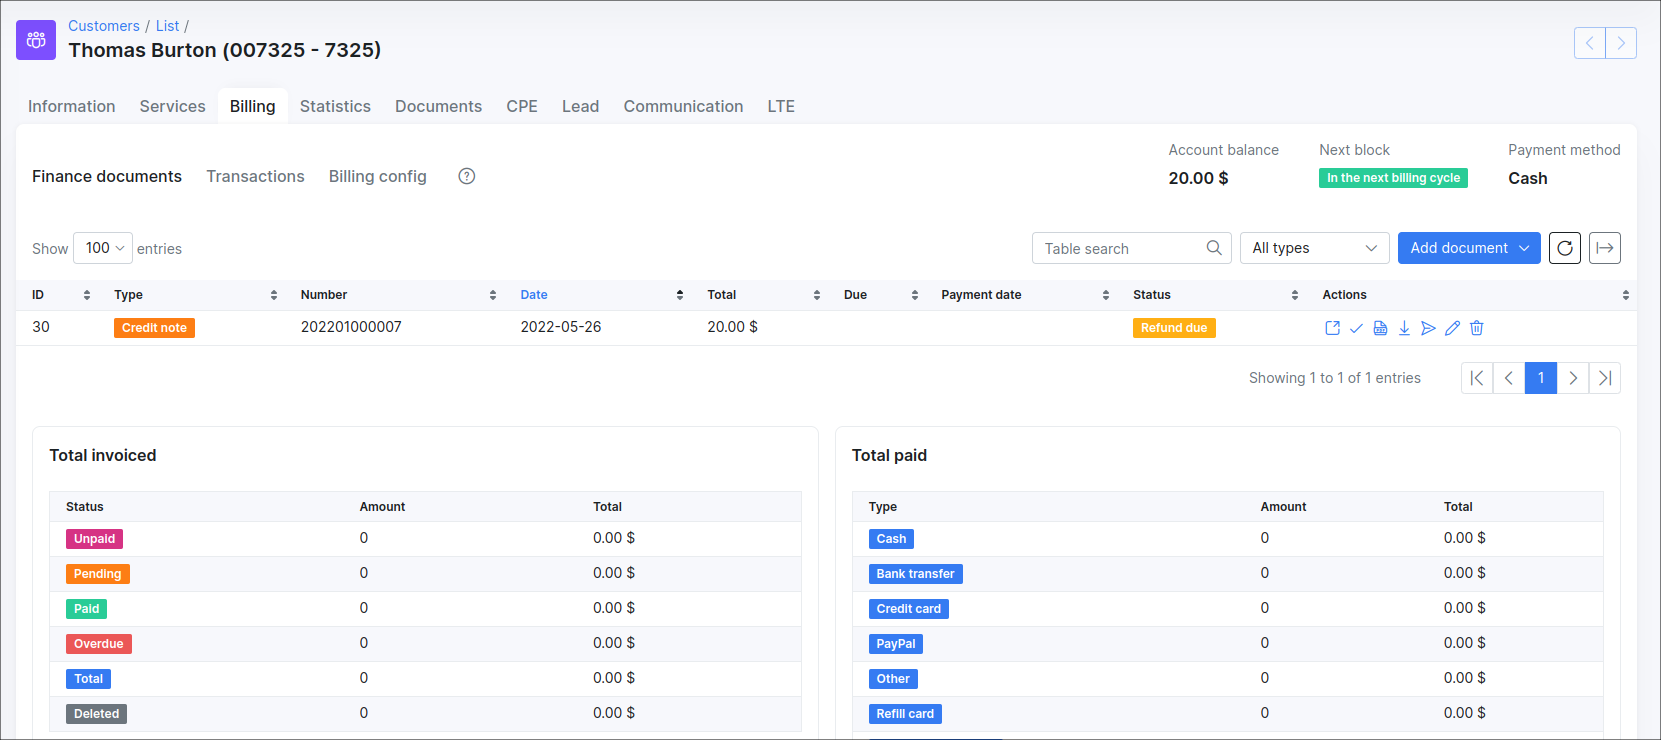 Customers / List /
Thomas Burton (007325 - 7325)
Information Services Billing Statistics Documents CPE Lead Communication LTE
Account balance Next block Payment method
Finance documents Transactions Billing config ?
20.00 $ In the next billing cycle Cash
Show 100 entries Table search All types Add document
ID Type Number Date Total Due Payment date Status Actions
30 Credit note 202201000007 2022-05-26 20.00 $ Refund due
Showing 1 to 1 of 1 entries 1
Total invoiced
Status Amount Total
Unpaid 0 0.00 $
Pending 0 0.00 $
Paid 0 0.00 $
Overdue 0 0.00 $
Total 0 0.00 $
Deleted 0 0.00 $
Total paid
Type Amount Total
Cash 0 0.00 $
Bank transfer 0 0.00 $
Credit card 0 0.00 $
PayPal 0 0.00 $
Other 0 0.00 $
Refill card 0 0.00 $